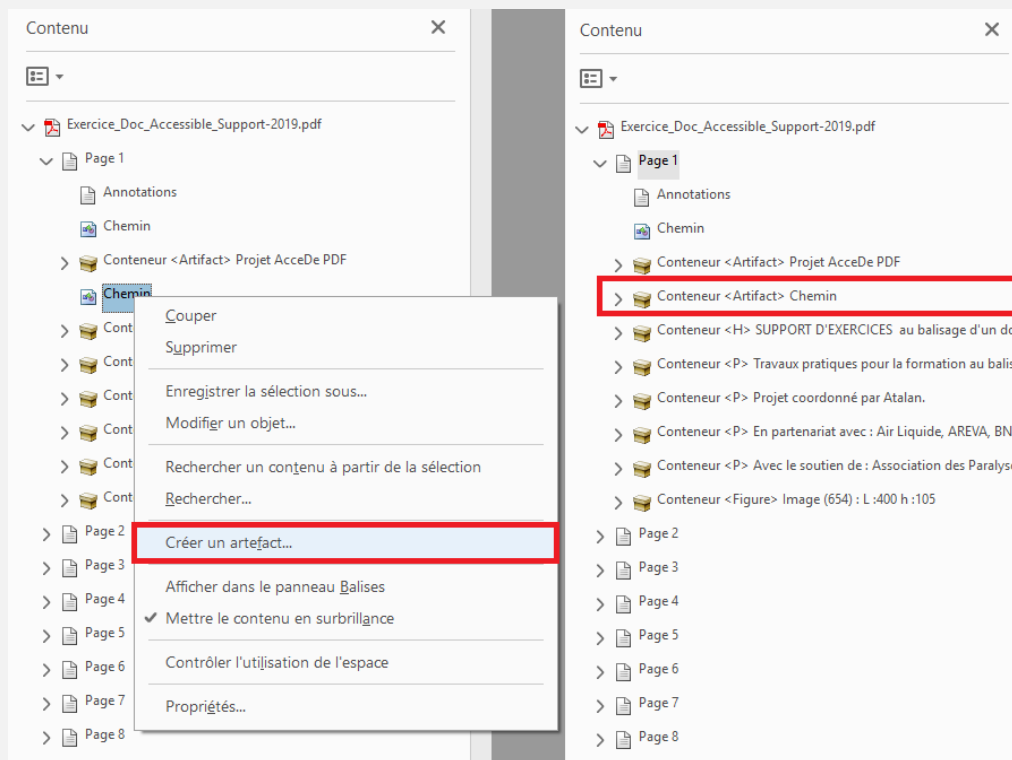 Contenu
Exercice_Doc_Accessible_Support-2019.pdf
Page 1
Annotations
Chemin
Conteneur <Artifact> Projet AcceDe PDF
Chemin
Cont
Cont
Cont
Cont
Cont
Cont
Page 2
Page 3
Page 4
Page 5
Page 6
Page 7
Page 8
Couper
Supprimer
Enregistrer la sélection sous...
Modifier un objet...
Rechercher un contenu à partir de la sélection
Rechercher...
Créer un artefact...
Afficher dans le panneau Balises
Mettre le contenu en surbrillance
Contrôler l'utilisation de l'espace
Propriétés...
Contenu
Exercice_Doc_Accessible_Support-2019.pdf
Page 1
Annotations
Chemin
Conteneur <Artifact> Projet AcceDe PDF
Conteneur <Artifact> Chemin
Conteneur <H> SUPPORT D'EXERCICES au balisage d'un do
Conteneur <P> Travaux pratiques pour la formation au balis
Conteneur <P> Projet coordonné par Atalan.
Conteneur <P> En partenariat avec : Air Liquide, AREVA, BN
Conteneur <P> Avec le soutien de : Association des Paralys
Conteneur <Figure> Image (654) : L :400 h :105
Page 2
Page 3
Page 4
Page 5
Page 6
Page 7
Page 8